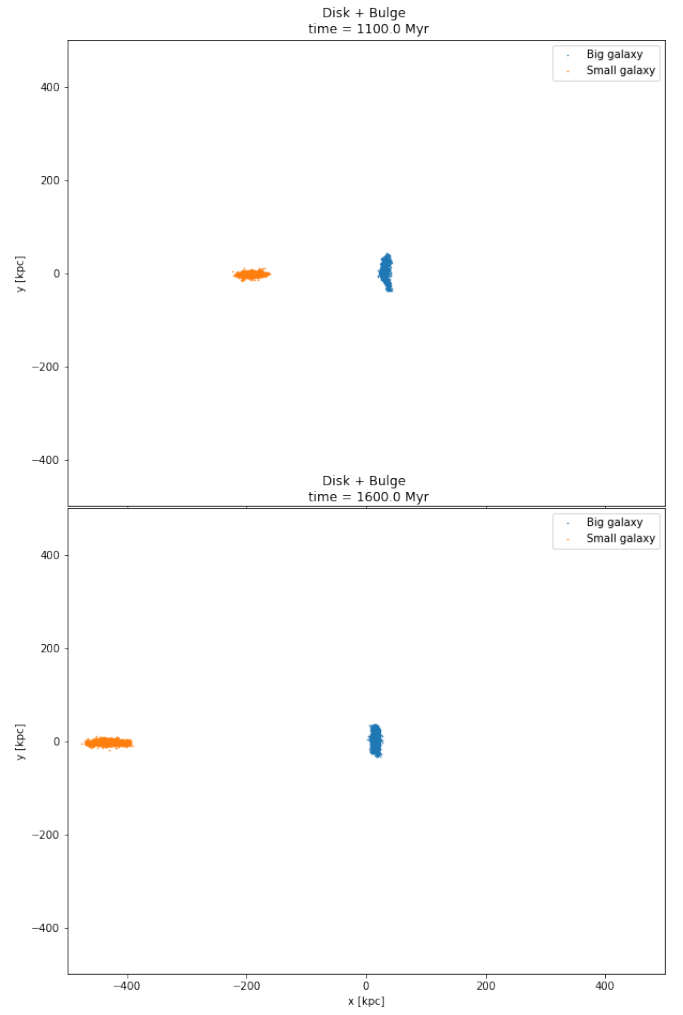 Disk + Bulge
time = 1100.0 Myr
Big galaxy
Small galaxy
400
200
0
−200
−400
y [kpc]
Disk + Bulge
time = 1600.0 Myr
Big galaxy
Small galaxy
400
200
0
−200
−400
y [kpc]
−400 −200 0 200 400
x [kpc]